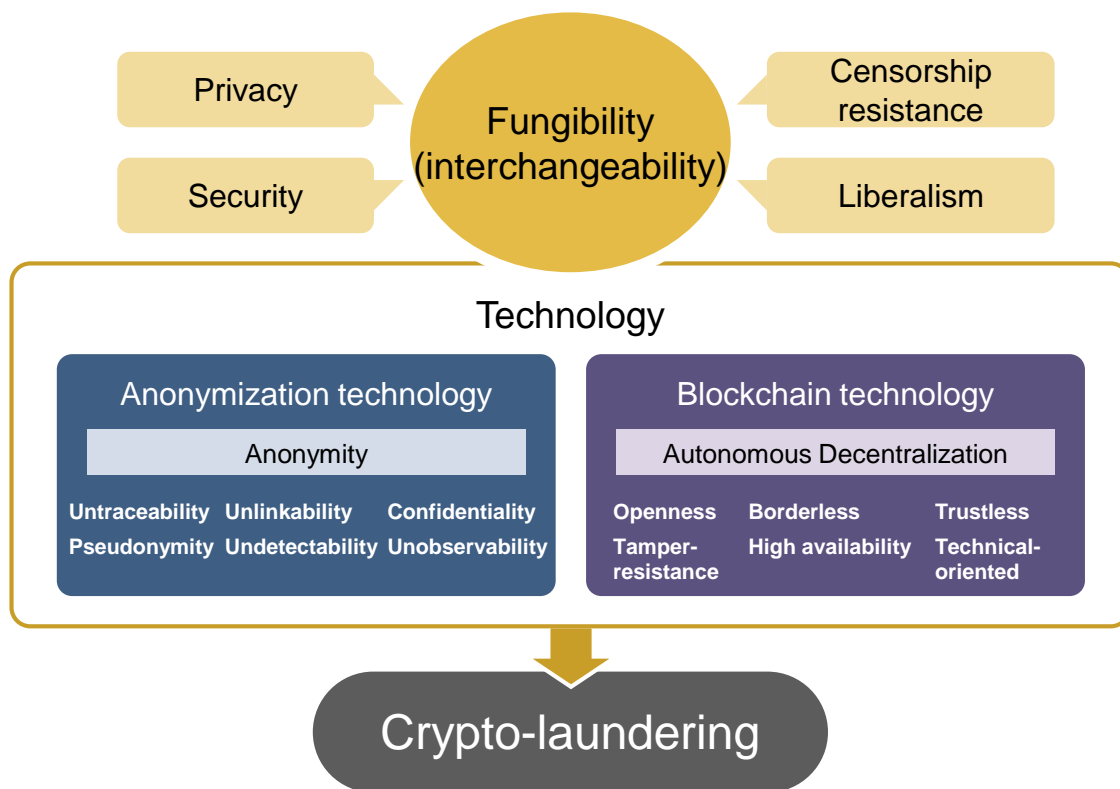 Privacy
Security
Fungibility
(interchangeability)
Censorship
resistance
Liberalism
Technology
Anonymization technology
Anonymity
Untraceability Unlinkability Confidentiality
Pseudonymity Undetectability Unobservability
Blockchain technology
Autonomous Decentralization
Openness Borderless Trustless
Tamper-
resistance
High availability
Technical-
oriented
Crypto-laundering